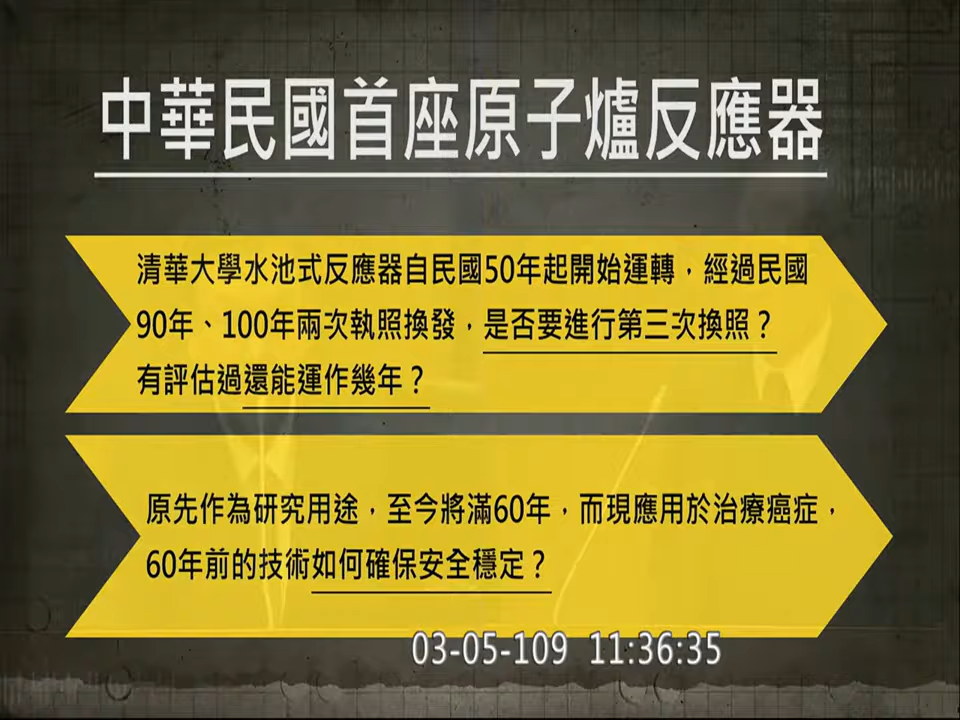 中華民國首座原子爐反應器
清華大學水池式反應器自民國50年起開始運轉，經過民國
90年、100年兩次執照換發，是否要進行第三次換照？
有評估過還能運作幾年？
原先作為研究用途，至今將滿60年，而現應用於治療癌症，
60年前的技術如何確保安全穩定？
03-05-109 11:36:35